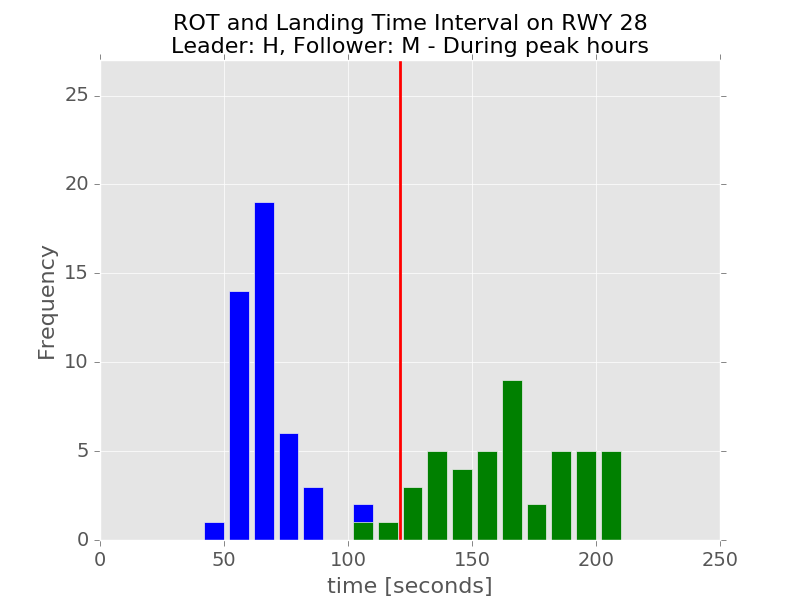 ROT and Landing Time Interval on RWY 28
Leader: H, Follower: M - During peak hours
Frequency
25
20
15
10
5
0
0 50 100 150 200 250
time [seconds]